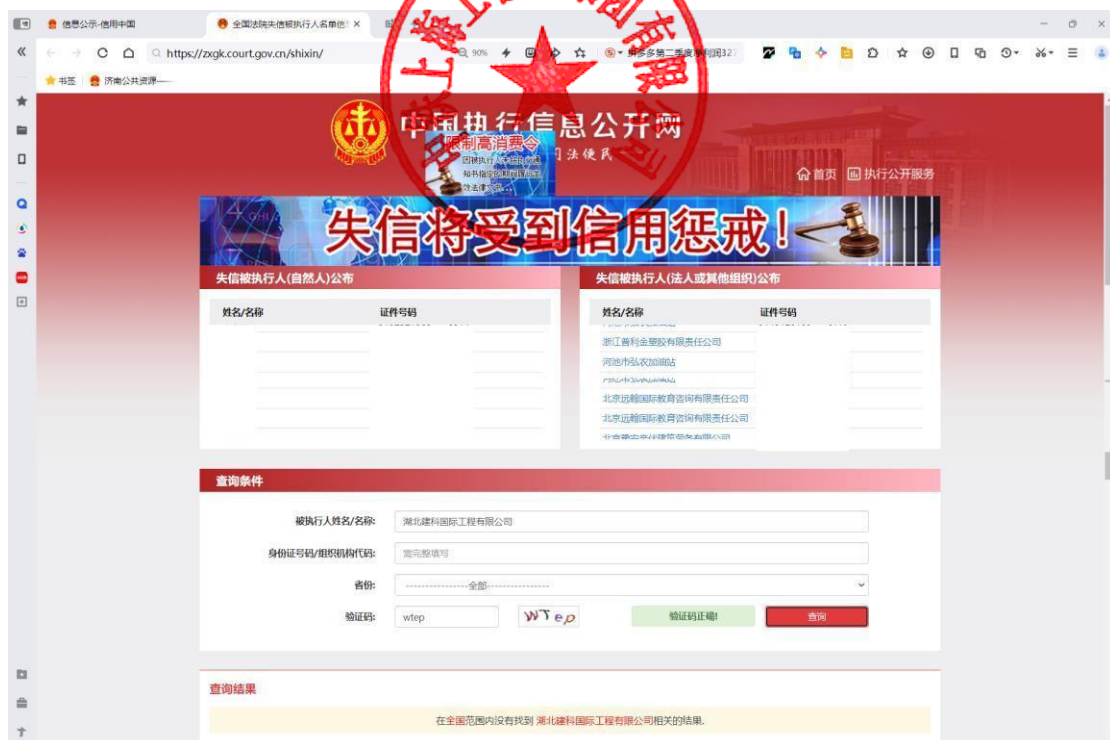 信息公示-信用中国
全国法院失信被执行人名单信
https://zxgk.court.gov.cn/shixin/
90%
书签
济南公共资源——
中国执行信息公开网
司法便民
限制高消费令
首页
执行公开服务
失信将受到信用惩戒!
失信被执行人(自然人)公布
姓名/名称
证件号码
失信被执行人(法人或其他组织)公布
姓名/名称
证件号码
浙江普利金塑胶有限责任公司
河池市弘农加油站
北京远翰国际教育咨询有限责任公司
北京远翰国际教育咨询有限责任公司
查询条件
被执行人姓名/名称:
湖北建科国际工程有限公司
身份证号码/组织机构代码:
需完整填写
省份:
----------------全部----------------
验证码:
wtep
WTep
验证码正确!
查询
查询结果
在全国范围内没有找到 湖北建科国际工程有限公司相关的结果.